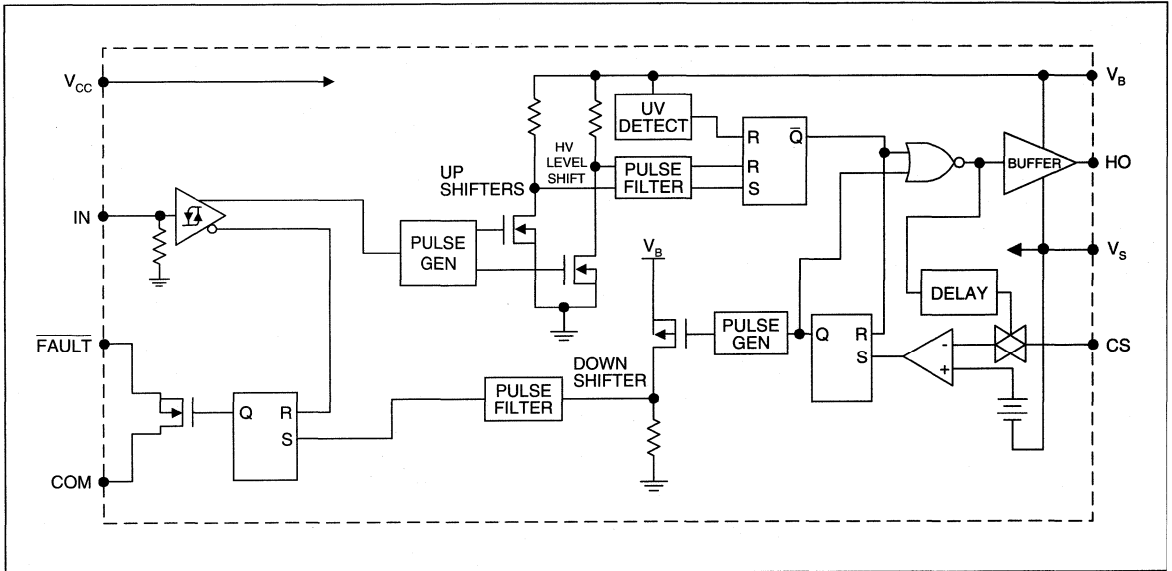 V_CC
V_B
UV
DETECT
R
Q̅
HV
LEVEL
SHIFT
UP
SHIFTERS
PULSE
FILTER
R
S
BUFFER
HO
IN
PULSE
GEN
V_B
V_S
DELAY
FAULT
PULSE
GEN
Q
R
S
-
+
CS
DOWN
SHIFTER
PULSE
FILTER
Q
R
S
COM